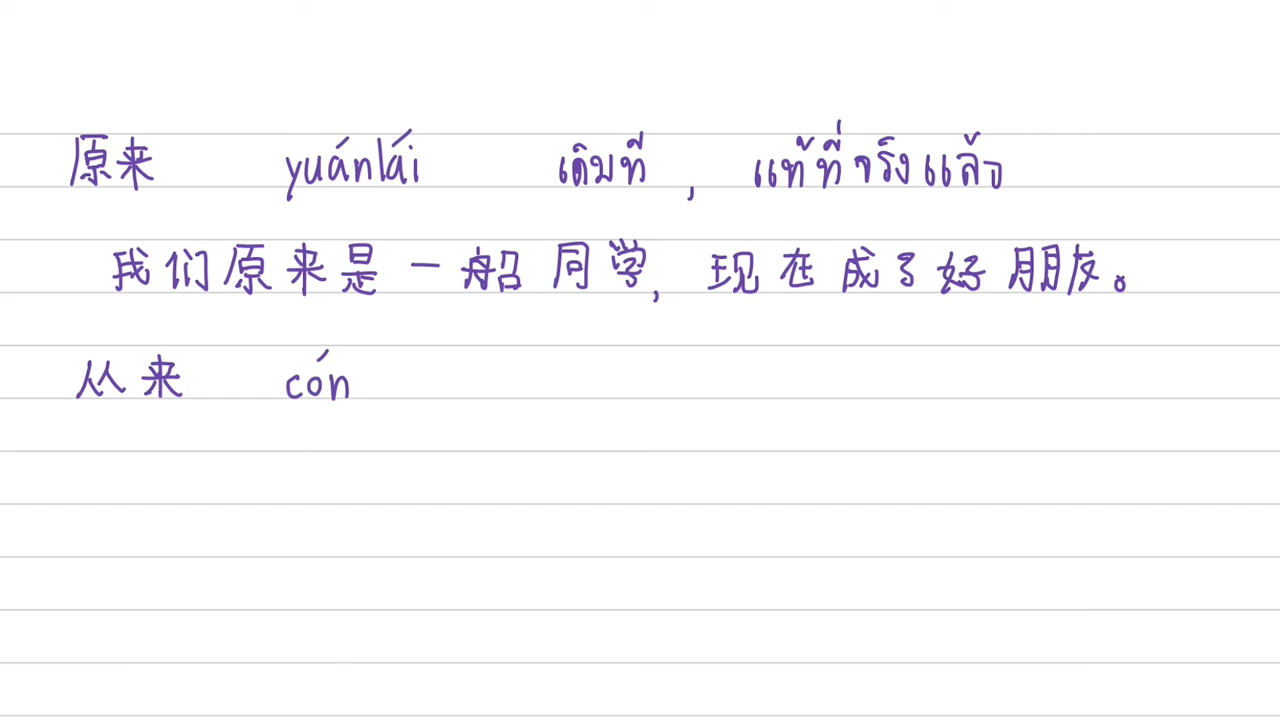 原来 yuánlái เดิมที , แท้ที่จริงแล้ว
我们原来是一船同学, 现在成了好朋友。
从来 cón